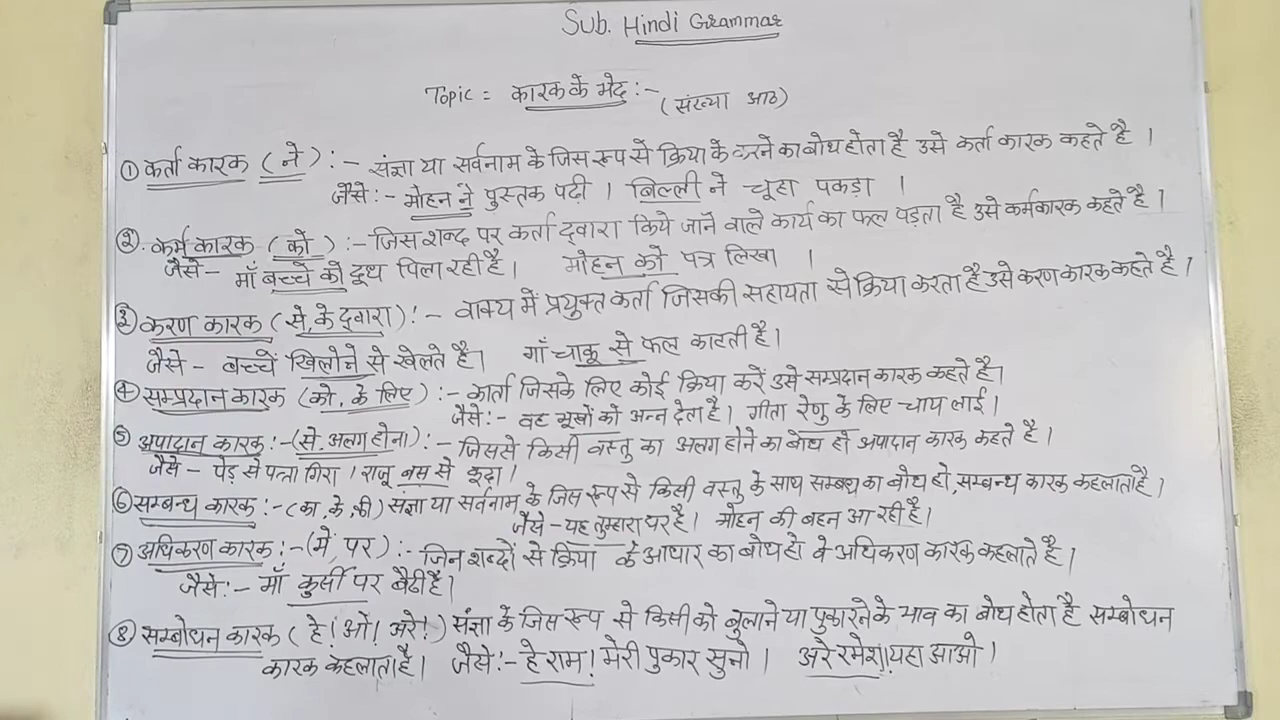 Sub. Hindi Grammar
Topic = कारक के भेद :- (संख्या आठ)
① कर्ता कारक (ने) :- संज्ञा या सर्वनाम के जिस रूप से क्रिया के करने का बोध होता है उसे कर्ता कारक कहते है ।
जैसे :- मोहन ने पुस्तक पढ़ी । बिल्ली ने चूहा पकड़ा ।
②. कर्म कारक (को) :- जिस शब्द पर कर्ता द्वारा किये जाने वाले कार्य का फल पड़ता है उसे कर्मकारक कहते है ।
जैसे - माँ बच्चे को दूध पिला रही है। मोहन को पत्र लिखा ।
③ करण कारक (से, के द्वारा) :- वाक्य में प्रयुक्त कर्ता जिसकी सहायता से क्रिया करता है उसे करण कारक कहते है ।
जैसे - बच्चें खिलोने से खेलते है। माँ चाकू से फल काटती है।
④ सम्प्रदान कारक (को, के लिए) :- कर्ता जिसके लिए कोई क्रिया करें उसे सम्प्रदान कारक कहते है।
जैसे :- वह भूखों को अन्न देता है। गीता रेणु के लिए चाय लाई।
⑤ अपादान कारक :- (से, अलग होना) :- जिससे किसी वस्तु का अलग होने का बोध हो अपादान कारक कहते है ।
जैसे - पेड़ से पत्ता गिरा । राजू बस से कूदा ।
⑥ सम्बन्ध कारक :- (का, के, की) संज्ञा या सर्वनाम के जिस रूप से किसी वस्तु के साथ सम्बन्ध का बोध हो, सम्बन्ध कारक कहलाता है ।
जैसे - यह तुम्हारा घर है। मोहन की बहन आ रही है।
⑦ अधिकरण कारक :- (में, पर) :- जिन शब्दों से क्रिया के आधार का बोध हो वे अधिकरण कारक कहलाते है ।
जैसे :- माँ कुर्सी पर बैठी है।
⑧ सम्बोधन कारक (हे! ओ! अरे!) संज्ञा के जिस रूप से किसी को बुलाने या पुकारने के भाव का बोध होता है सम्बोधन
कारक कहलाता है। जैसे :- हे राम! मेरी पुकार सुनो । अरे रमेश! यहा आओ ।